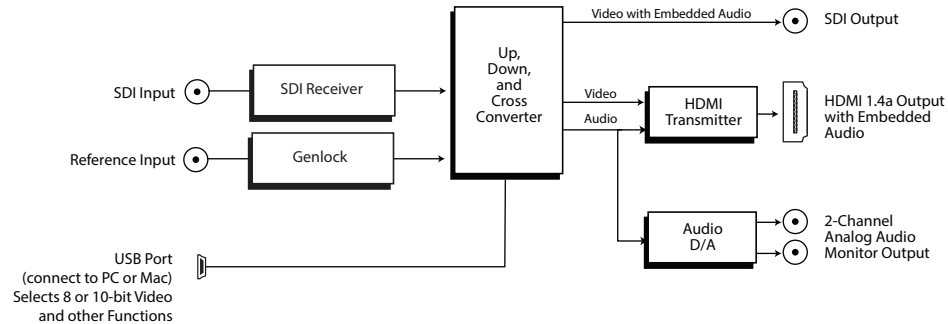 Video with Embedded Audio
SDI Output
Up,
Down,
and
Cross
Converter
SDI Input
SDI Receiver
Video
Audio
HDMI
Transmitter
HDMI 1.4a Output
with Embedded
Audio
Reference Input
Genlock
Audio
D/A
2-Channel
Analog Audio
Monitor Output
USB Port
(connect to PC or Mac)
Selects 8 or 10-bit Video
and other Functions